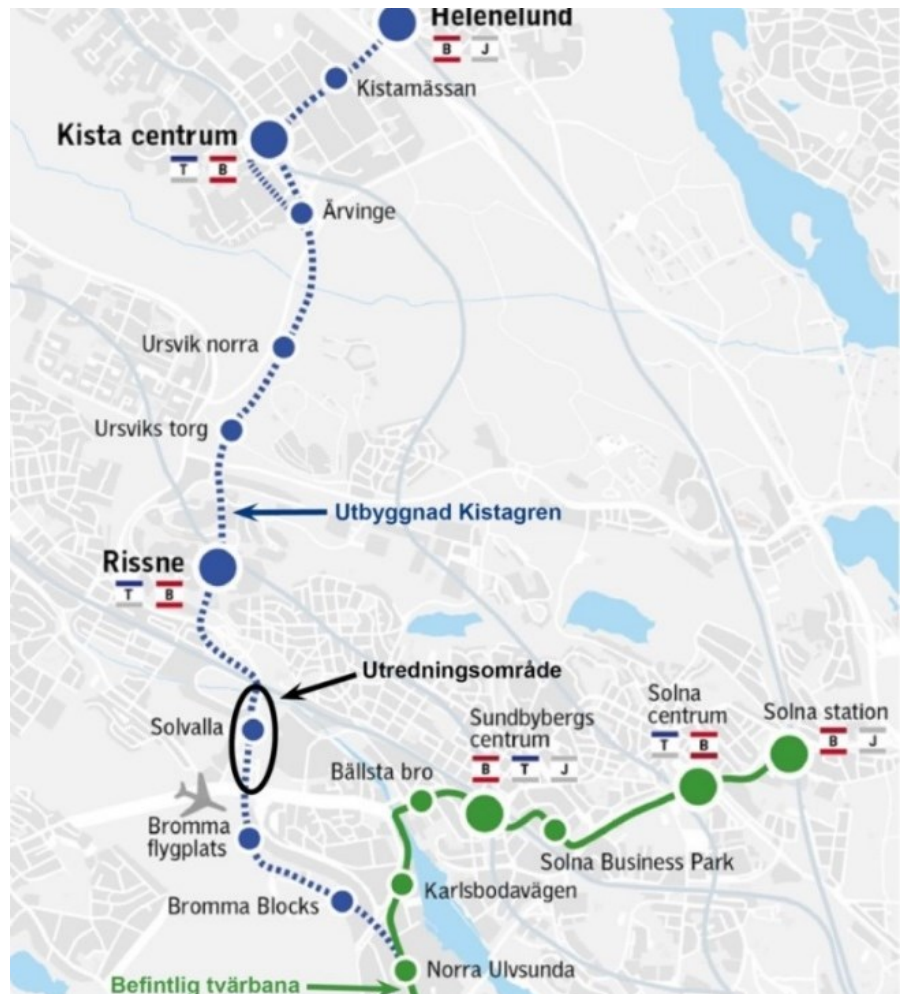 Helenelund
B J
Kistamässan
Kista centrum
T B
Ärvinge
Ursvik norra
Ursviks torg
Utbyggnad Kistagren
Rissne
T B
Utredningsområde
Solvalla
Sundbybergs
centrum
B T J
Solna
centrum
T B
Solna station
B J
Bällsta bro
Bromma
flygplats
Solna Business Park
Karlsbodavägen
Bromma Blocks
Norra Ulvsunda
Befintlig tvärbana